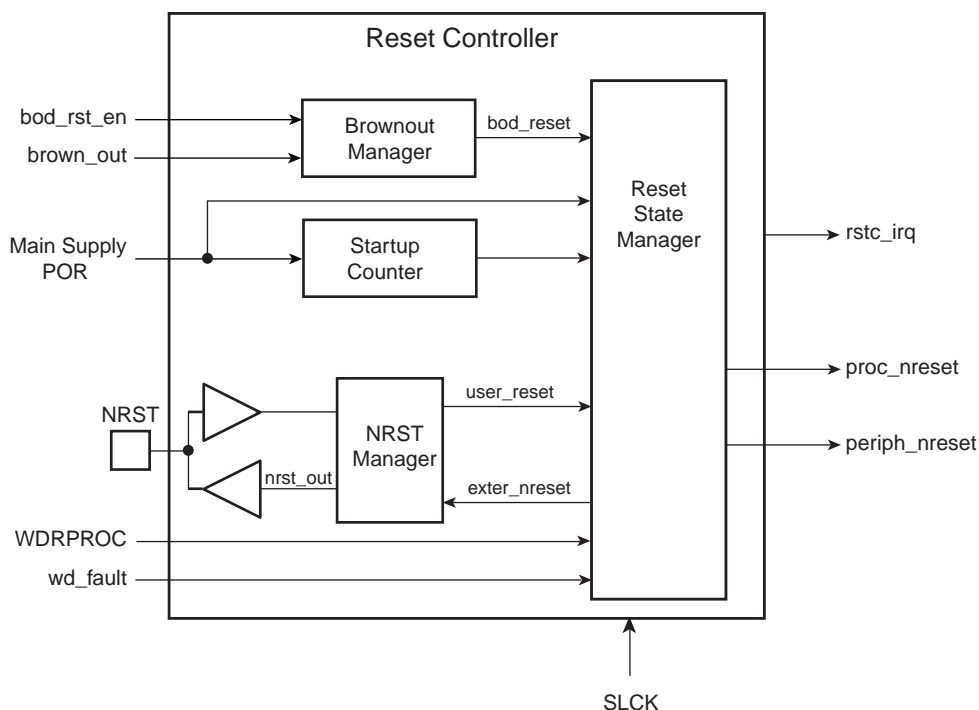 Reset Controller
bod_rst_en
brown_out
Brownout
Manager
bod_reset
Main Supply
POR
Startup
Counter
Reset
State
Manager
rstc_irq
proc_nreset
periph_nreset
NRST
NRST
Manager
user_reset
nrst_out
exter_nreset
WDRPROC
wd_fault
SLCK